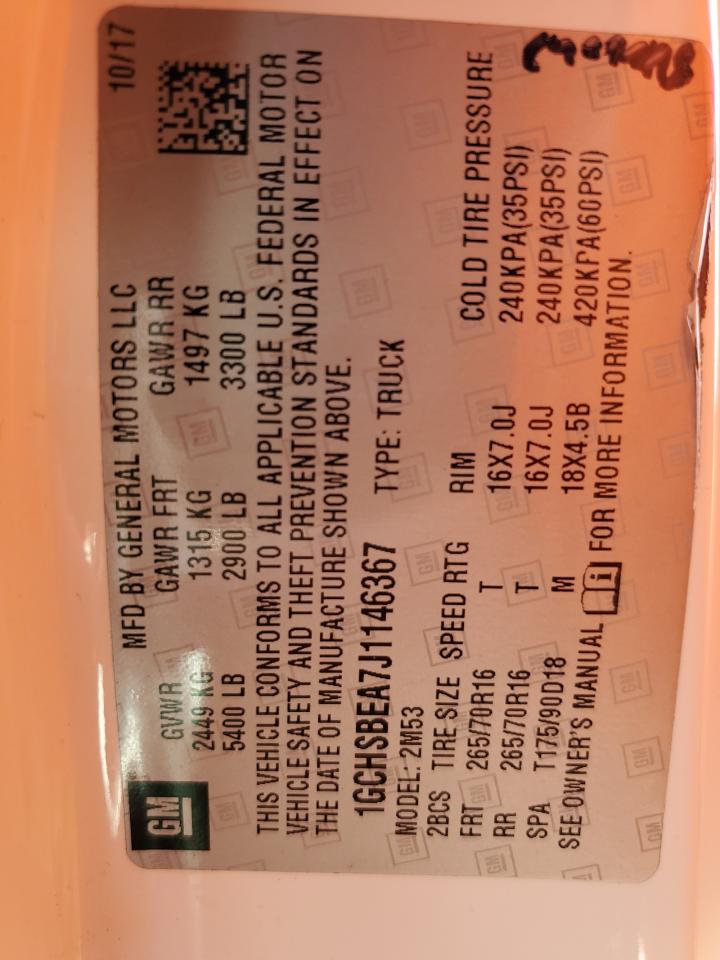 GM
MFD BY GENERAL MOTORS LLC 10/17
GVWR GAWR FRT GAWR RR
2449 KG 1315 KG 1497 KG
5400 LB 2900 LB 3300 LB
THIS VEHICLE CONFORMS TO ALL APPLICABLE U.S. FEDERAL MOTOR
VEHICLE SAFETY AND THEFT PREVENTION STANDARDS IN EFFECT ON
THE DATE OF MANUFACTURE SHOWN ABOVE.
1GCHSBEA7J1146367 TYPE: TRUCK
MODEL: 2M53
2BCS TIRE SIZE SPEED RTG RIM COLD TIRE PRESSURE
FRT 265/70R16 T 16X7.0J 240KPA(35PSI)
RR 265/70R16 T 16X7.0J 240KPA(35PSI)
SPA T175/90D18 M 18X4.5B 420KPA(60PSI)
SEE OWNER'S MANUAL FOR MORE INFORMATION.